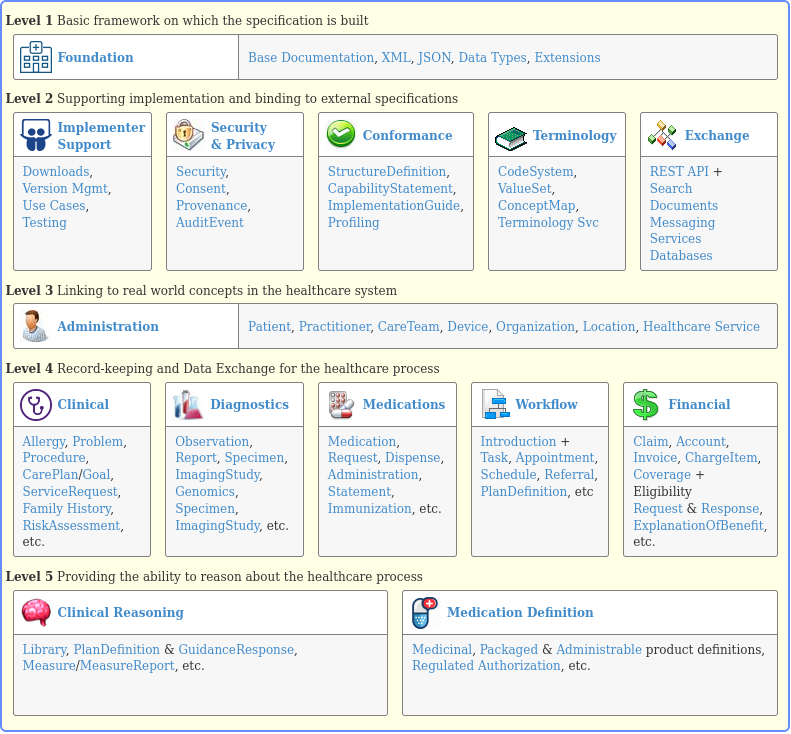 Level 1 Basic framework on which the specification is built
Foundation
Base Documentation, XML, JSON, Data Types, Extensions
Level 2 Supporting implementation and binding to external specifications
Implementer
Support
Downloads,
Version Mgmt,
Use Cases,
Testing
Security
& Privacy
Security,
Consent,
Provenance,
AuditEvent
Conformance
StructureDefinition,
CapabilityStatement,
ImplementationGuide,
Profiling
Terminology
CodeSystem,
ValueSet,
ConceptMap,
Terminology Svc
Exchange
REST API +
Search
Documents
Messaging
Services
Databases
Level 3 Linking to real world concepts in the healthcare system
Administration
Patient, Practitioner, CareTeam, Device, Organization, Location, Healthcare Service
Level 4 Record-keeping and Data Exchange for the healthcare process
Clinical
Allergy, Problem,
Procedure,
CarePlan/Goal,
ServiceRequest,
Family History,
RiskAssessment,
etc.
Diagnostics
Observation,
Report, Specimen,
ImagingStudy,
Genomics,
Specimen,
ImagingStudy, etc.
Medications
Medication,
Request, Dispense,
Administration,
Statement,
Immunization, etc.
Workflow
Introduction +
Task, Appointment,
Schedule, Referral,
PlanDefinition, etc
Financial
Claim, Account,
Invoice, ChargeItem,
Coverage +
Eligibility
Request & Response,
ExplanationOfBenefit,
etc.
Level 5 Providing the ability to reason about the healthcare process
Clinical Reasoning
Library, PlanDefinition & GuidanceResponse,
Measure/MeasureReport, etc.
Medication Definition
Medicinal, Packaged & Administrable product definitions,
Regulated Authorization, etc.